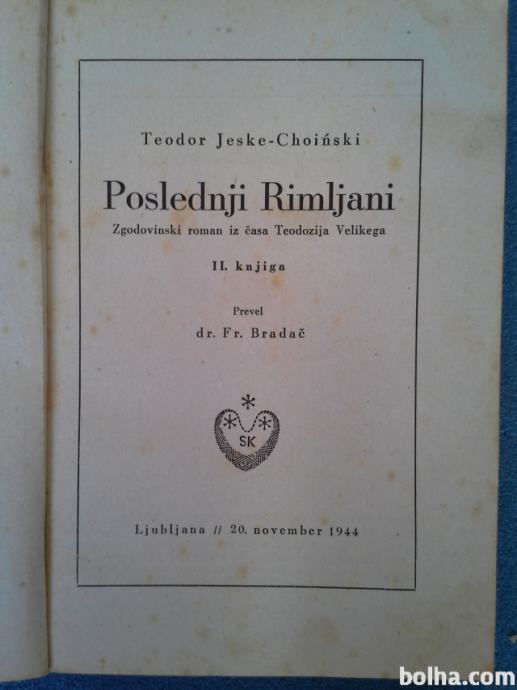 Teodor Jeske-Choiński
Poslednji Rimljani
Zgodovinski roman iz časa Teodozija Velikega
II. knjiga
Prevel
dr. Fr. Bradač
SK
Ljubljana // 20. november 1944
bolha.com